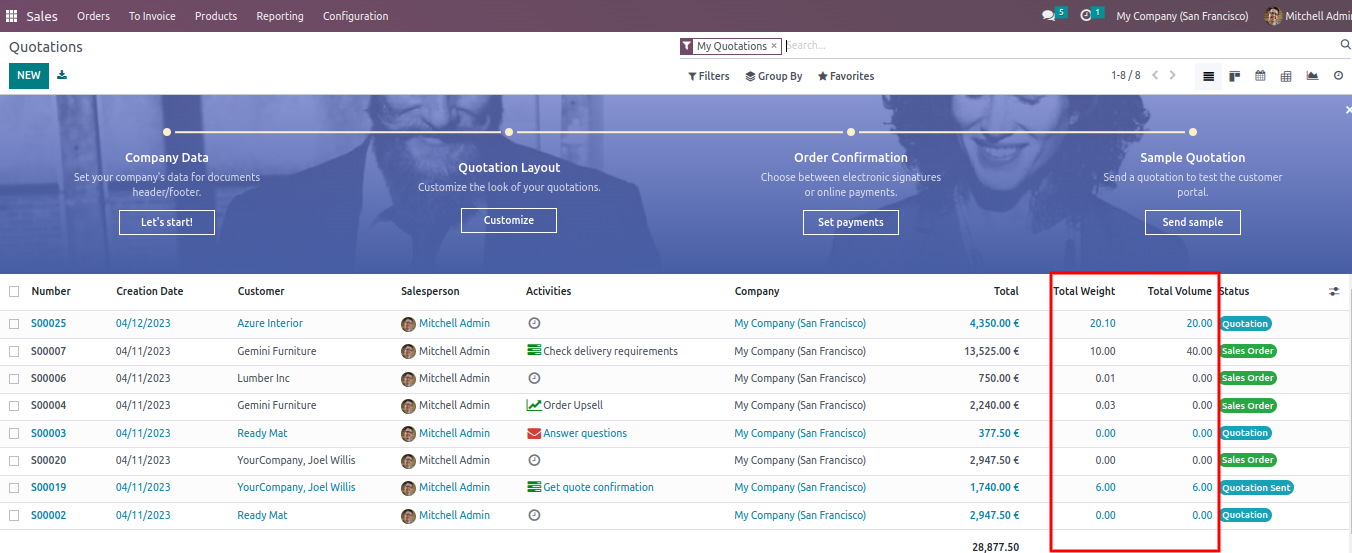 Sales Orders To Invoice Products Reporting Configuration 5 1 My Company (San Francisco) Mitchell Admin
Quotations My Quotations × Search...
NEW Filters Group By Favorites 1-8 / 8
Company Data
Set your company's data for documents
header/footer.
Let's start!
Quotation Layout
Customize the look of your quotations.
Customize
Order Confirmation
Choose between electronic signatures
or online payments.
Set payments
Sample Quotation
Send a quotation to test the customer
portal.
Send sample
Number Creation Date Customer Salesperson Activities Company Total Total Weight Total Volume Status
S00025 04/12/2023 Azure Interior Mitchell Admin My Company (San Francisco) 4,350.00 € 20.10 20.00 Quotation
S00007 04/11/2023 Gemini Furniture Mitchell Admin Check delivery requirements My Company (San Francisco) 13,525.00 € 10.00 40.00 Sales Order
S00006 04/11/2023 Lumber Inc Mitchell Admin My Company (San Francisco) 750.00 € 0.01 0.00 Sales Order
S00004 04/11/2023 Gemini Furniture Mitchell Admin Order Upsell My Company (San Francisco) 2,240.00 € 0.03 0.00 Sales Order
S00003 04/11/2023 Ready Mat Mitchell Admin Answer questions My Company (San Francisco) 377.50 € 0.00 0.00 Quotation
S00020 04/11/2023 YourCompany, Joel Willis Mitchell Admin My Company (San Francisco) 2,947.50 € 0.00 0.00 Sales Order
S00019 04/11/2023 YourCompany, Joel Willis Mitchell Admin Get quote confirmation My Company (San Francisco) 1,740.00 € 6.00 6.00 Quotation Sent
S00002 04/11/2023 Ready Mat Mitchell Admin My Company (San Francisco) 2,947.50 € 0.00 0.00 Quotation
28,877.50